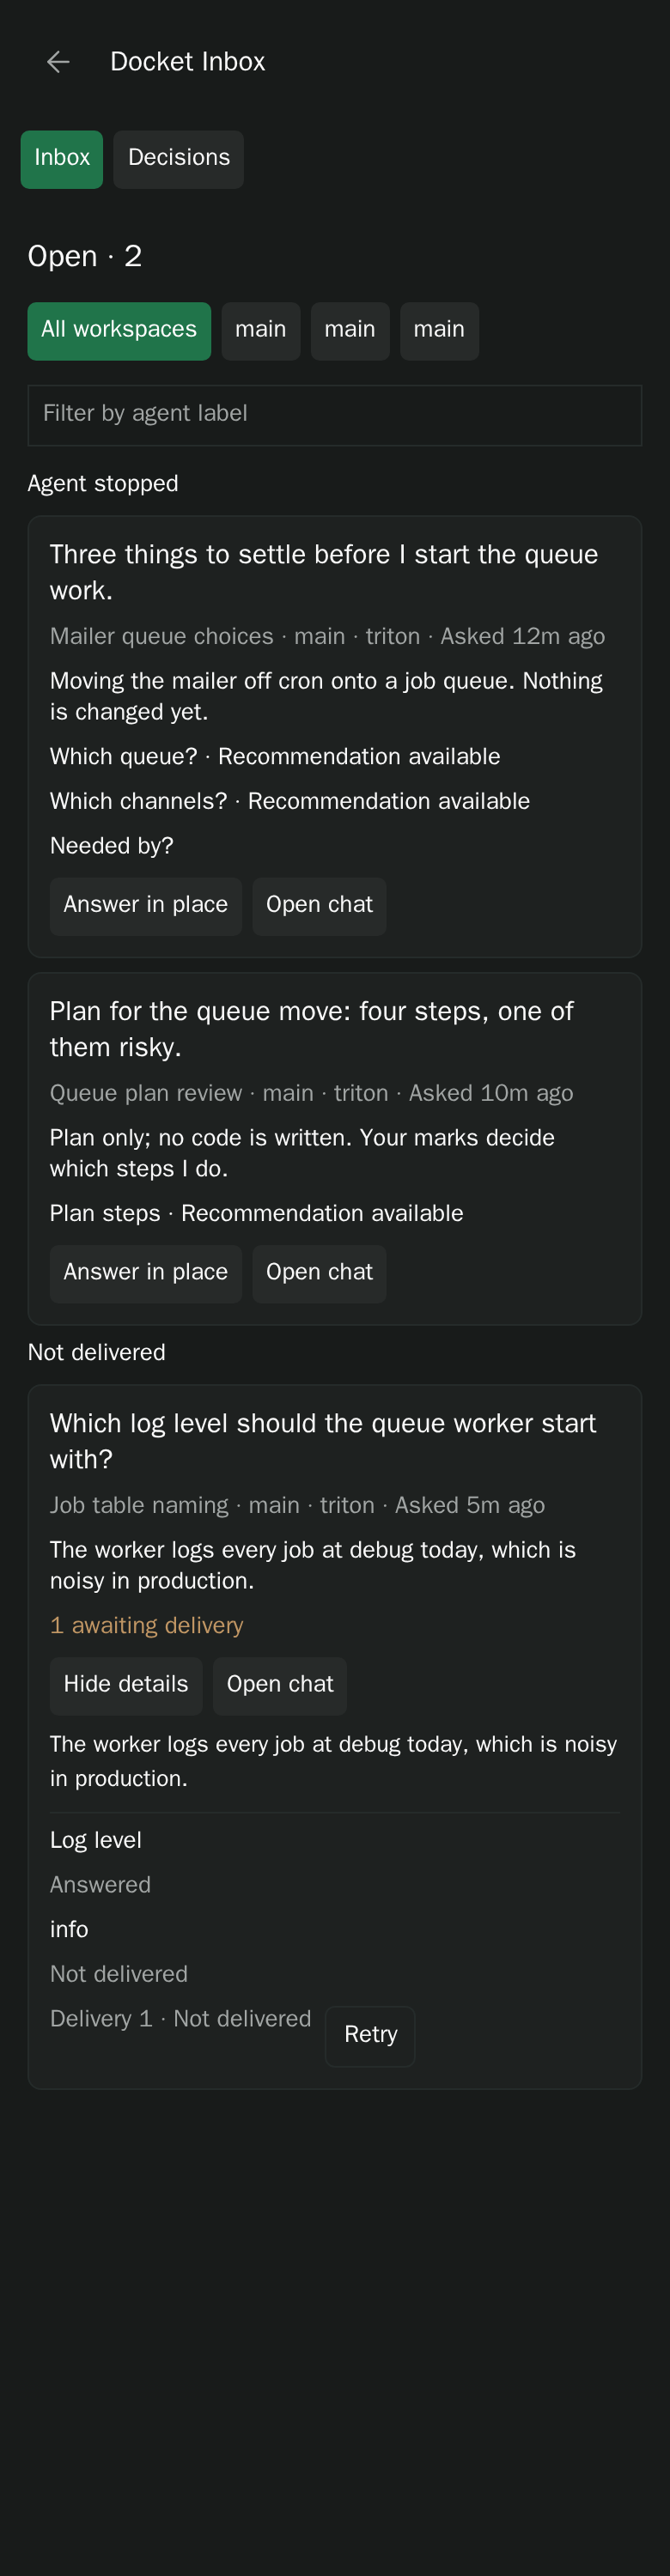 Docket Inbox
Inbox
Decisions
Open · 2
All workspaces
main
main
main
Filter by agent label
Agent stopped
Three things to settle before I start the queue
work.
Mailer queue choices · main · triton · Asked 12m ago
Moving the mailer off cron onto a job queue. Nothing
is changed yet.
Which queue? · Recommendation available
Which channels? · Recommendation available
Needed by?
Answer in place
Open chat
Plan for the queue move: four steps, one of
them risky.
Queue plan review · main · triton · Asked 10m ago
Plan only; no code is written. Your marks decide
which steps I do.
Plan steps · Recommendation available
Answer in place
Open chat
Not delivered
Which log level should the queue worker start
with?
Job table naming · main · triton · Asked 5m ago
The worker logs every job at debug today, which is
noisy in production.
1 awaiting delivery
Hide details
Open chat
The worker logs every job at debug today, which is noisy
in production.
Log level
Answered
info
Not delivered
Delivery 1 · Not delivered
Retry